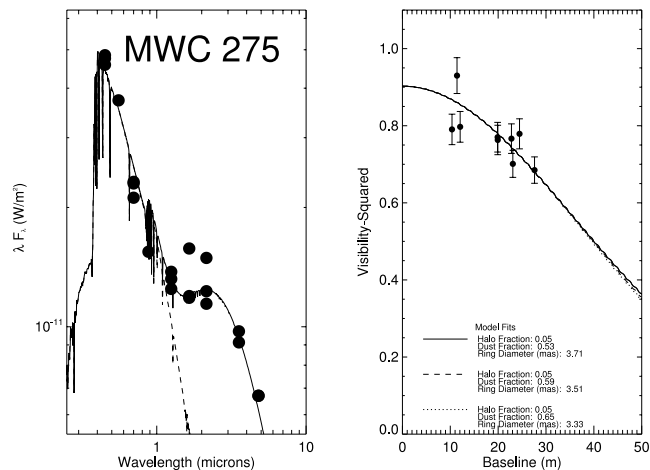 MWC 275
λ Fλ (W/m²)
10⁻¹¹
1
10
Wavelength (microns)
Visibility-Squared
1.0
0.8
0.6
0.4
0.2
0.0
Model Fits
Halo Fraction: 0.05
Dust Fraction: 0.53
Ring Diameter (mas): 3.71
Halo Fraction: 0.05
Dust Fraction: 0.59
Ring Diameter (mas): 3.51
Halo Fraction: 0.05
Dust Fraction: 0.65
Ring Diameter (mas): 3.33
0
10
20
30
40
50
Baseline (m)